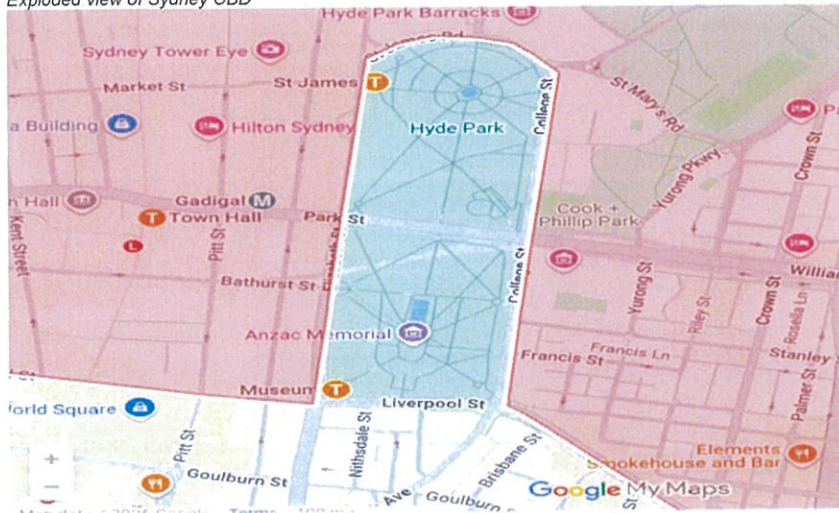 Exploded view of Sydney CBD
Hyde Park Barracks
Sydney Tower Eye
Market St
St James
T
College St
St Mary's Rd
a Building
Hilton Sydney
Hyde Park
Crown St
Yurong Pkwy
n Hall
Gadigal
M
T
Town Hall
Park St
Cook +
Phillip Park
Kent Street
Pitt St
L
Bathurst St
College St
Yurong St
Riley St
Crown St
Rosella Ln
William
Anzac Memorial
Francis St
Francis Ln
Stanley
Museum
T
Liverpool St
Palmer St
orld Square
Pitt St
Nithsdale St
Brisbane St
Elements
Smokehouse and Bar
+
−
Goulburn St
Ave
Goulburn
Google My Maps